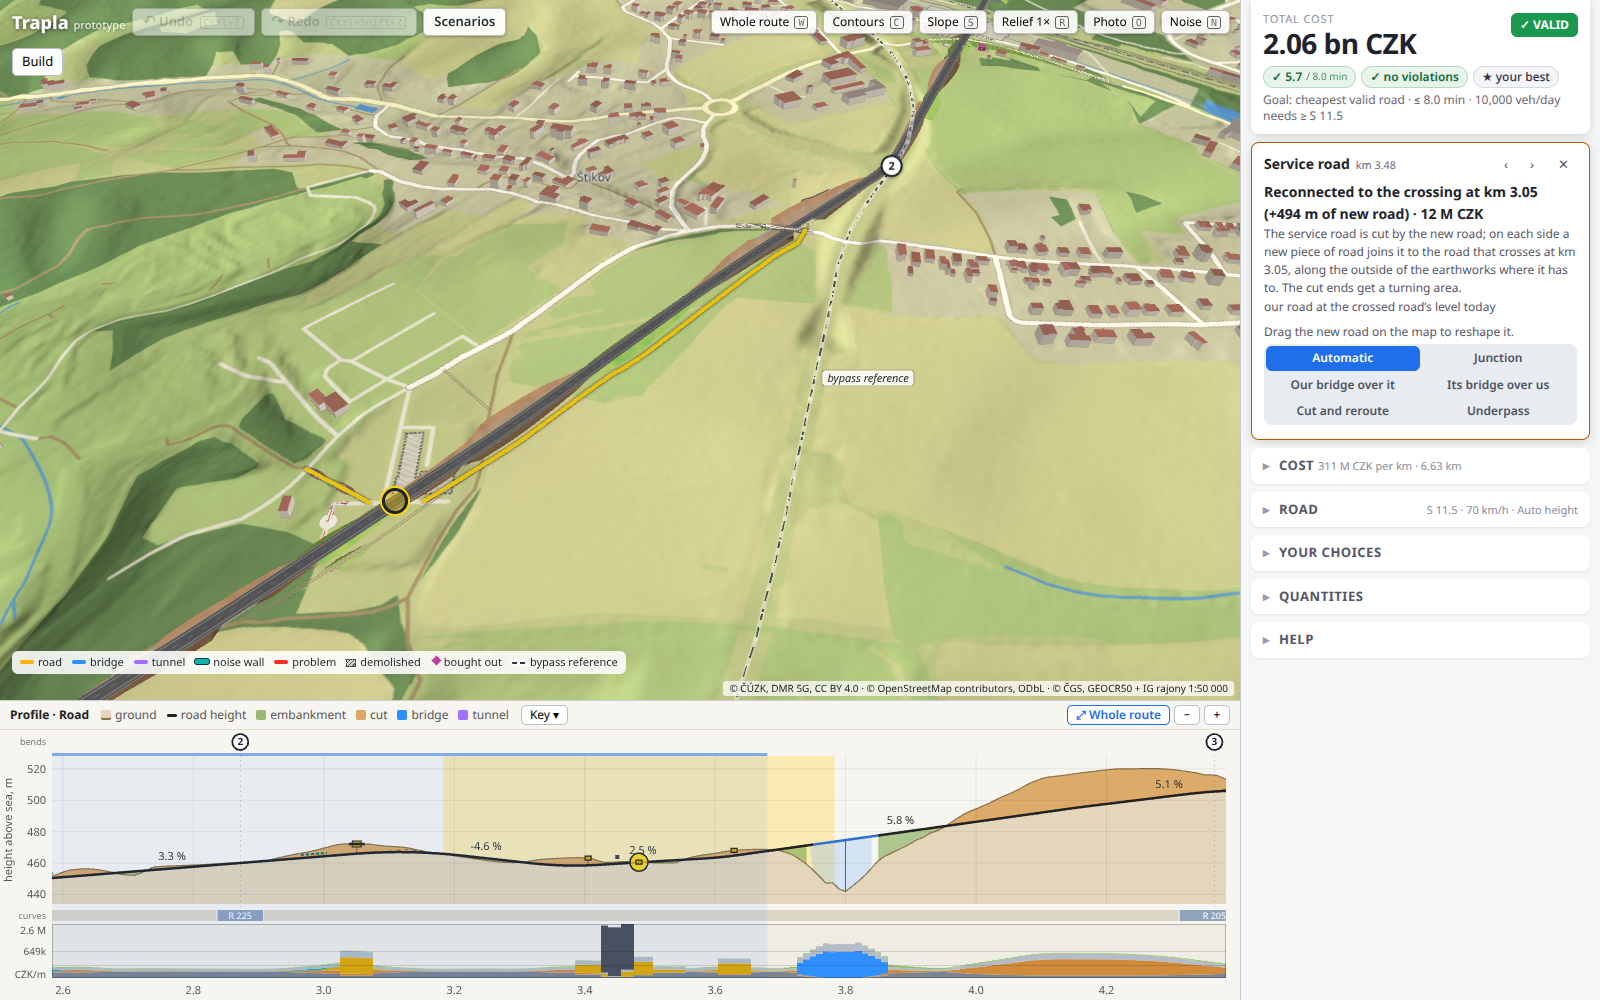 Trapla prototype
↶ Undo Ctrl+Z
↷ Redo Ctrl+Shift+Z
Scenarios
Whole route W
Contours C
Slope S
Relief 1× R
Photo O
Noise N
Build
Štikov
2
bypass reference
road
bridge
tunnel
noise wall
problem
demolished
bought out
bypass reference
© ČÚZK, DMR 5G, CC BY 4.0 · © OpenStreetMap contributors, ODbL · © ČGS, GEOCR50 + IG rajony 1:50 000
TOTAL COST
2.06 bn CZK
✓ VALID
✓ 5.7 / 8.0 min
✓ no violations
★ your best
Goal: cheapest valid road · ≤ 8.0 min · 10,000 veh/day
needs ≥ S 11.5
Service road km 3.48
‹ › ✕
Reconnected to the crossing at km 3.05
(+494 m of new road) · 12 M CZK
The service road is cut by the new road; on each side a
new piece of road joins it to the road that crosses at km
3.05, along the outside of the earthworks where it has
to. The cut ends get a turning area.
our road at the crossed road's level today
Drag the new road on the map to reshape it.
Automatic
Junction
Our bridge over it
Its bridge over us
Cut and reroute
Underpass
▶ COST 311 M CZK per km · 6.63 km
▶ ROAD S 11.5 · 70 km/h · Auto height
▶ YOUR CHOICES
▶ QUANTITIES
▶ HELP
Profile · Road
ground
road height
embankment
cut
bridge
tunnel
Key ▾
⤢ Whole route
−
+
bends
2
3
height above sea, m
520
500
480
460
440
3.3 %
-4.6 %
2.5 %
5.8 %
5.1 %
curves
R 225
R 205
2.6 M
649k
CZK/m
2.6 2.8 3.0 3.2 3.4 3.6 3.8 4.0 4.2